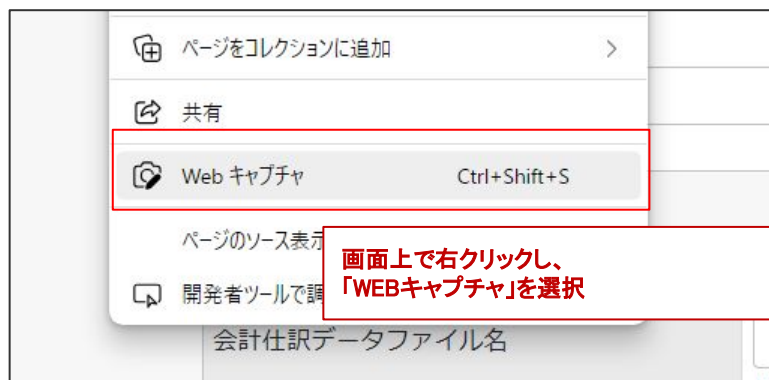 ページをコレクションに追加
共有
Web キャプチャ Ctrl+Shift+S
ページのソース表示
画面上で右クリックし、
「WEBキャプチャ」を選択
開発者ツールで調
会計仕訳データファイル名